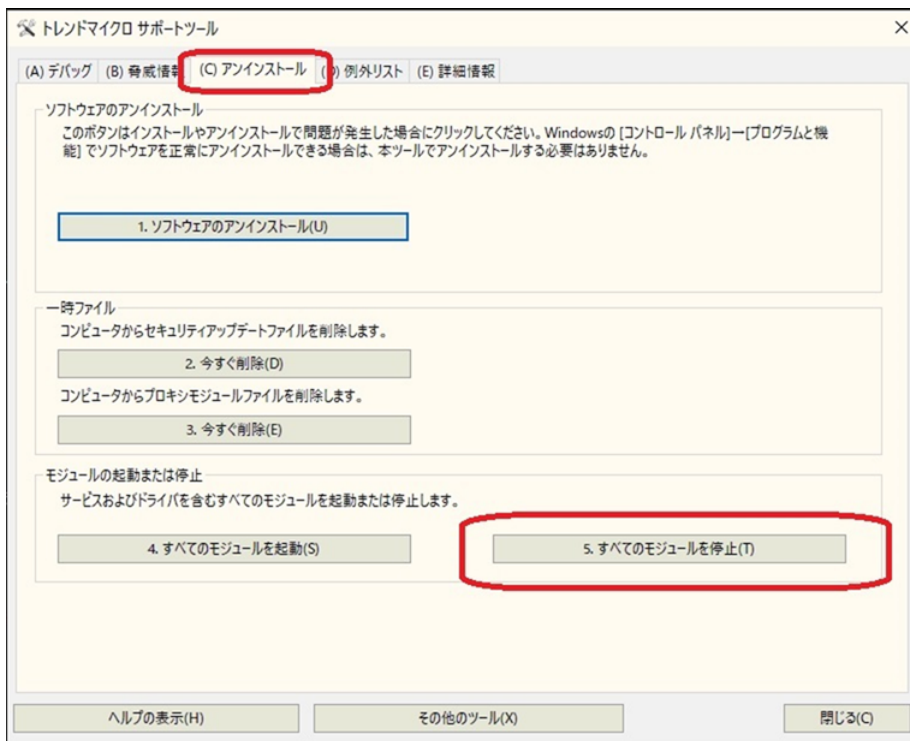 トレンドマイクロ サポートツール
(A) デバッグ (B) 脅威情報 (C) アンインストール (D) 例外リスト (E) 詳細情報
ソフトウェアのアンインストール
このボタンはインストールやアンインストールで問題が発生した場合にクリックしてください。Windowsの [コントロール パネル]ー[プログラムと機
能] でソフトウェアを正常にアンインストールできる場合は、本ツールでアンインストールする必要はありません。
1. ソフトウェアのアンインストール(U)
一時ファイル
コンピュータからセキュリティアップデートファイルを削除します。
2. 今すぐ削除(D)
コンピュータからプロキシモジュールファイルを削除します。
3. 今すぐ削除(E)
モジュールの起動または停止
サービスおよびドライバを含むすべてのモジュールを起動または停止します。
4. すべてのモジュールを起動(S) 5. すべてのモジュールを停止(T)
ヘルプの表示(H) その他のツール(X) 閉じる(C)